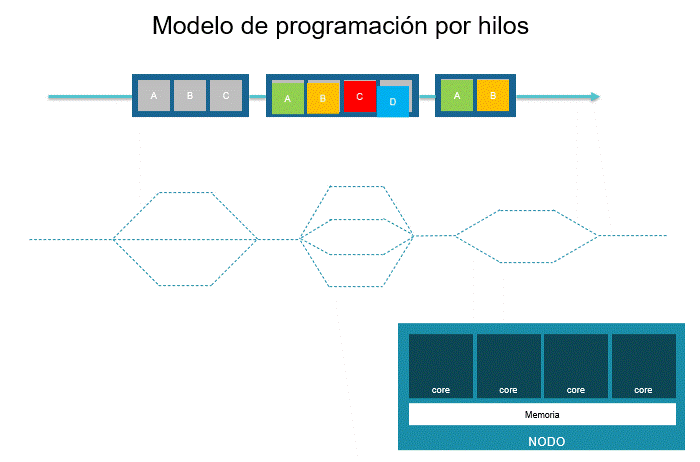 Modelo de programación por hilos
A B C A B C D A B
core core core core
Memoria
NODO